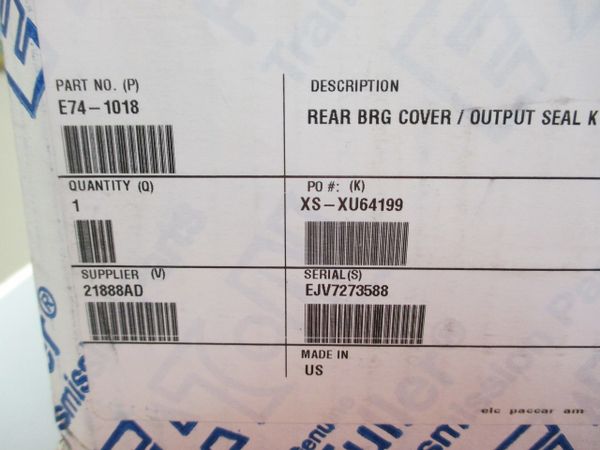 PART NO. (P)
E74-1018
DESCRIPTION
REAR BRG COVER / OUTPUT SEAL K
QUANTITY (Q)
1
PO #: (K)
XS-XU64199
SUPPLIER (V)
21888AD
SERIAL(S)
EJV7273588
MADE IN
US
elc paccar am